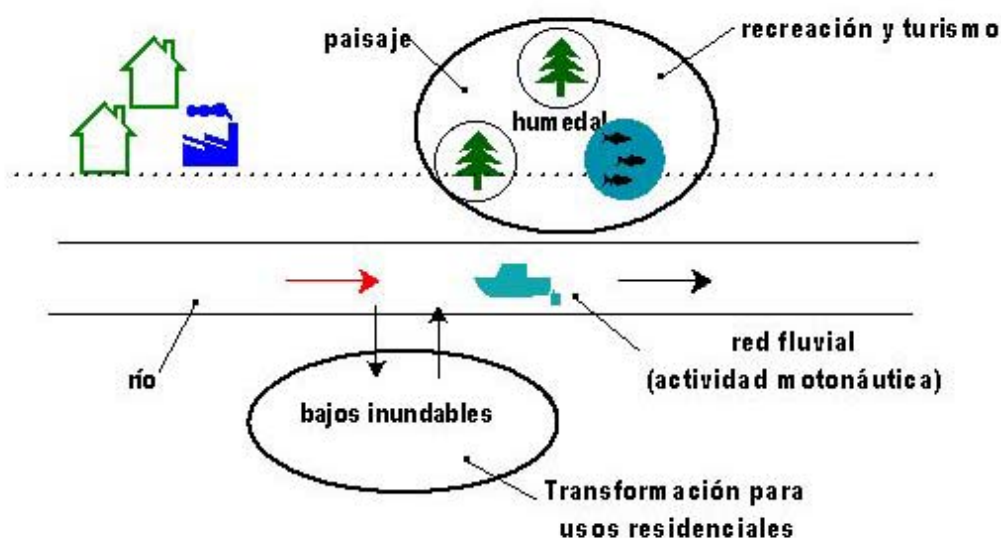 paisaje
recreación y turismo
humedal
río
red fluvial
(actividad motonáutica)
bajos inundables
Transformación para
usos residenciales